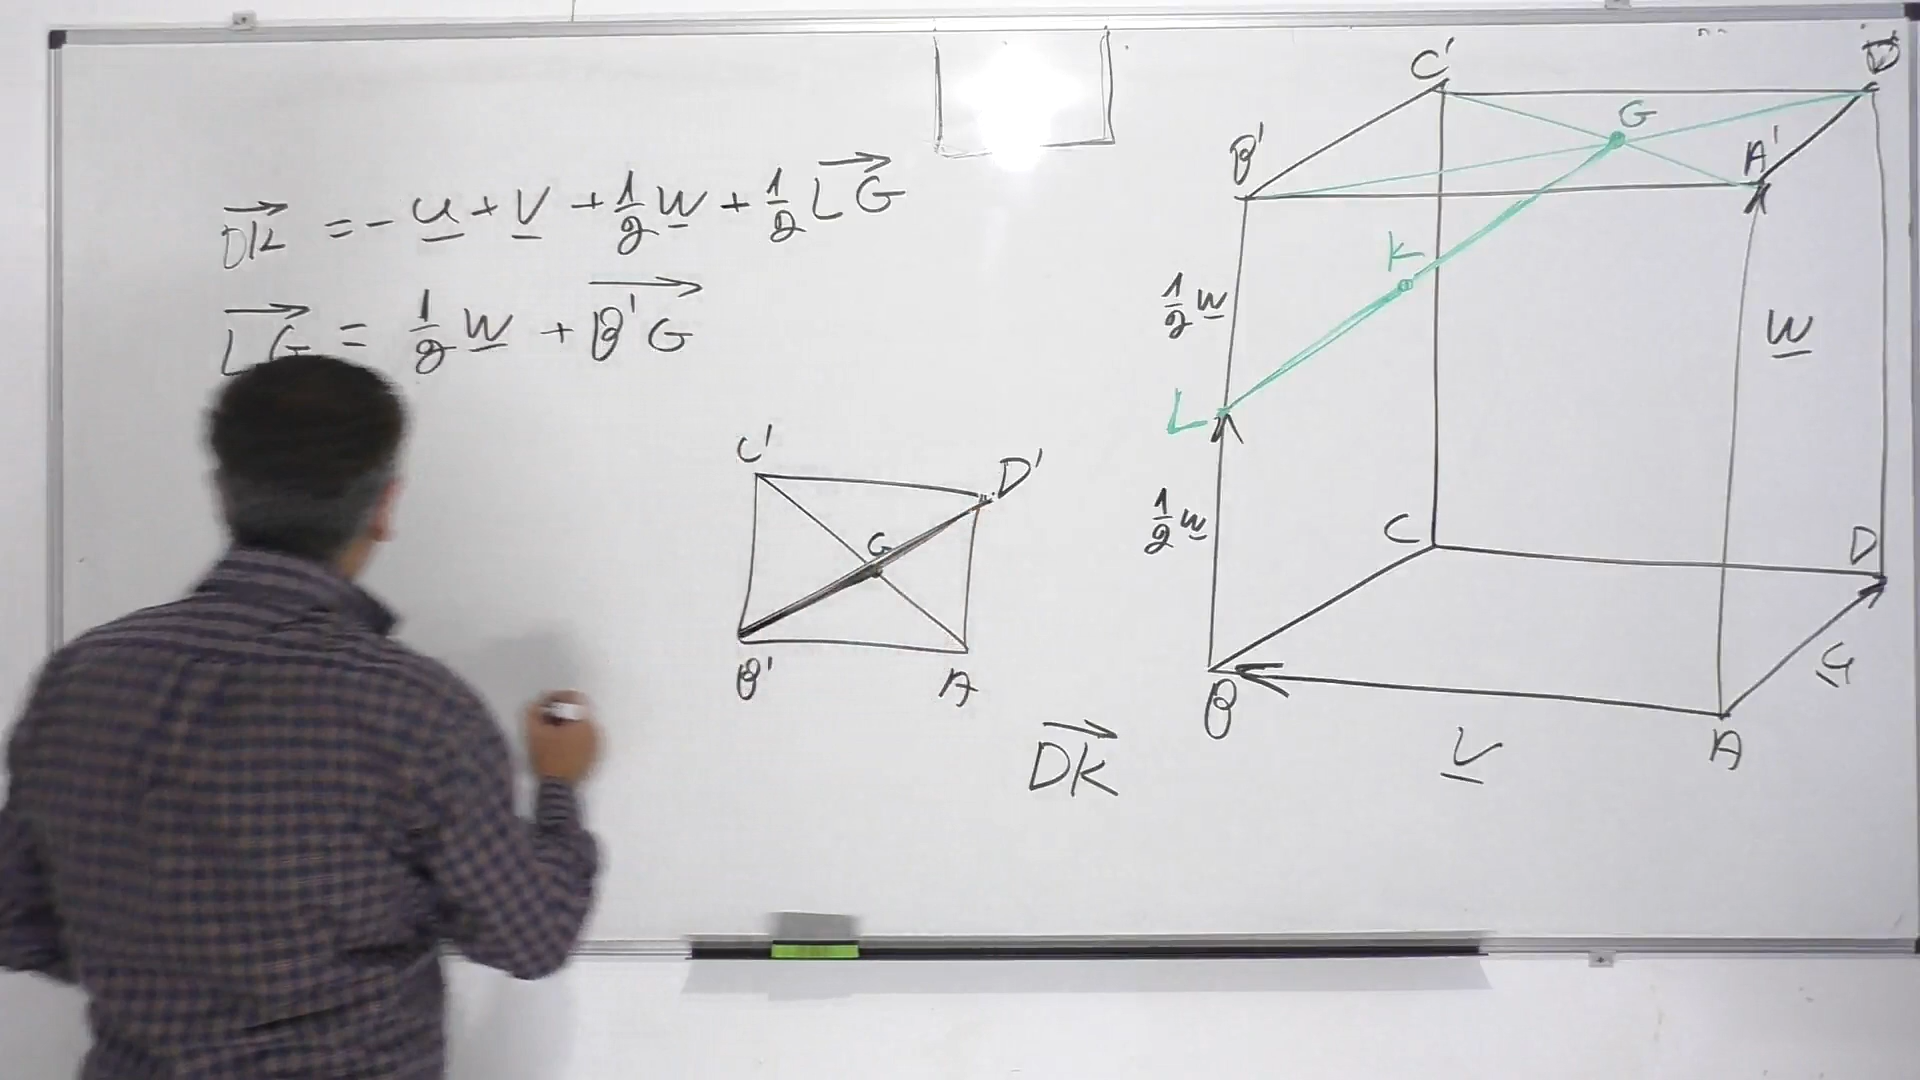 DK = - u + v + 1/2 w + 1/2 LG
LG = 1/2 w + B'G
C'
D'
G
B'
A
DK
C'
G
B'
A'
K
1/2 w
w
L
1/2 w
C
D
B
v
A